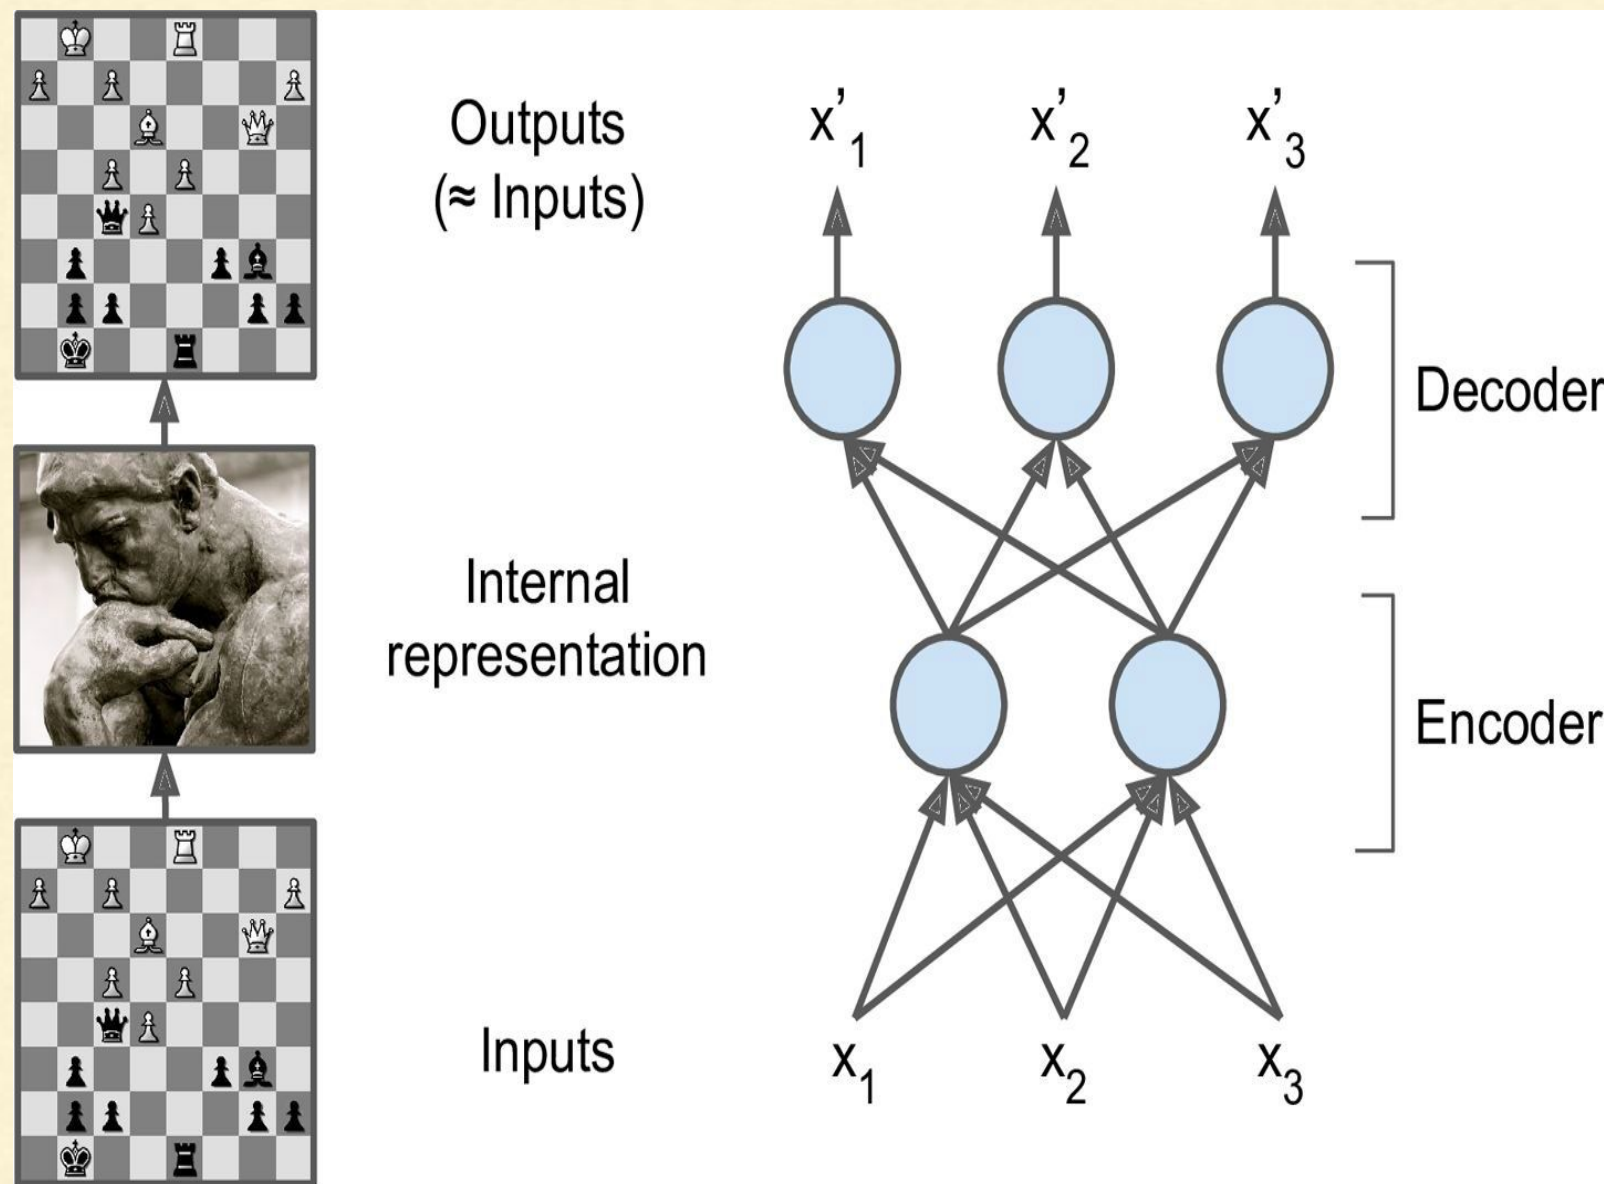 Outputs
(≈ Inputs)
x'1
x'2
x'3
Decoder
Internal
representation
Encoder
Inputs
x1
x2
x3